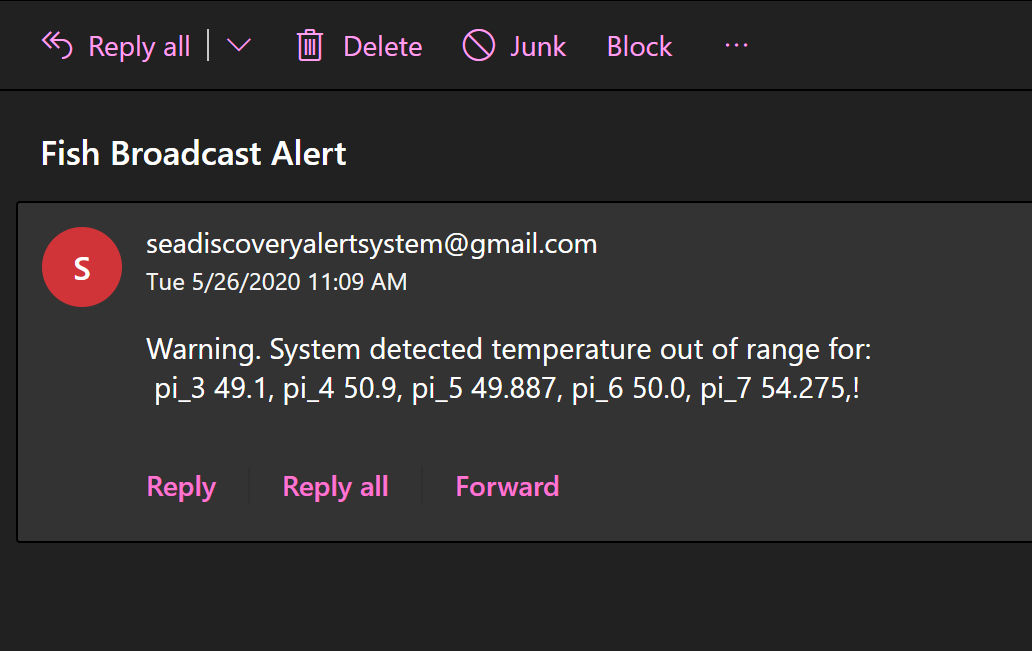 Reply all Delete Junk Block ...
Fish Broadcast Alert
S
seadiscoveryalertsystem@gmail.com
Tue 5/26/2020 11:09 AM
Warning. System detected temperature out of range for:
pi_3 49.1, pi_4 50.9, pi_5 49.887, pi_6 50.0, pi_7 54.275,!
Reply Reply all Forward